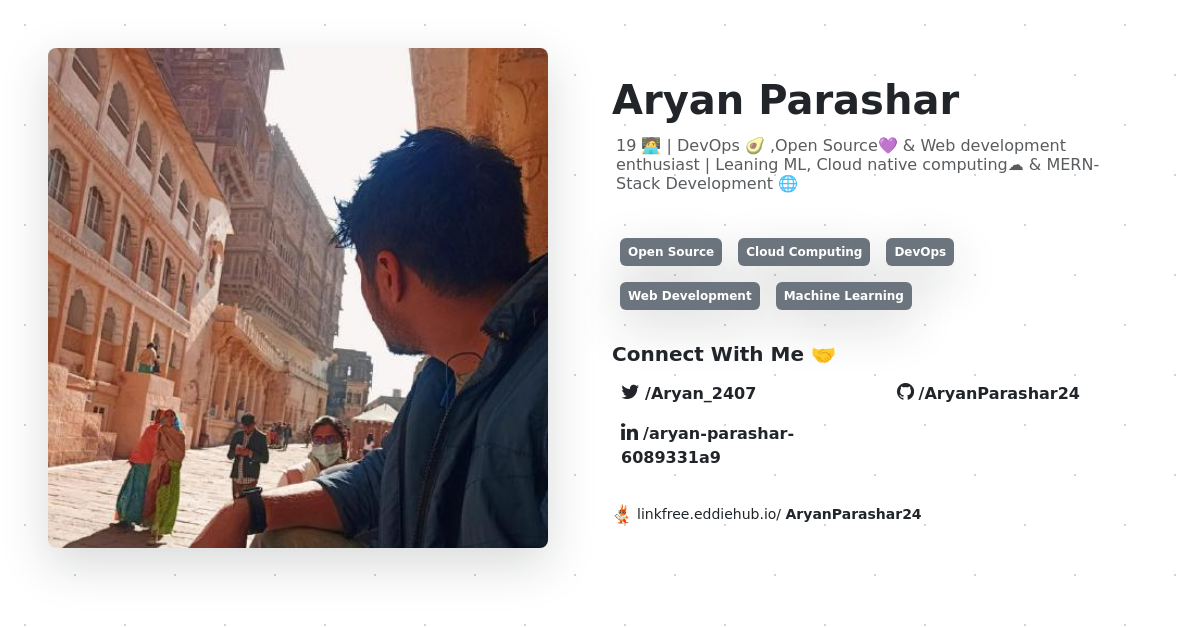 Aryan Parashar
19 🧑‍💻 | DevOps 🥑 ,Open Source💜 & Web development
enthusiast | Leaning ML, Cloud native computing☁ & MERN-
Stack Development 🌐
Open Source
Cloud Computing
DevOps
Web Development
Machine Learning
Connect With Me 🤝
/Aryan_2407
/AryanParashar24
/aryan-parashar-
6089331a9
linkfree.eddiehub.io/ AryanParashar24